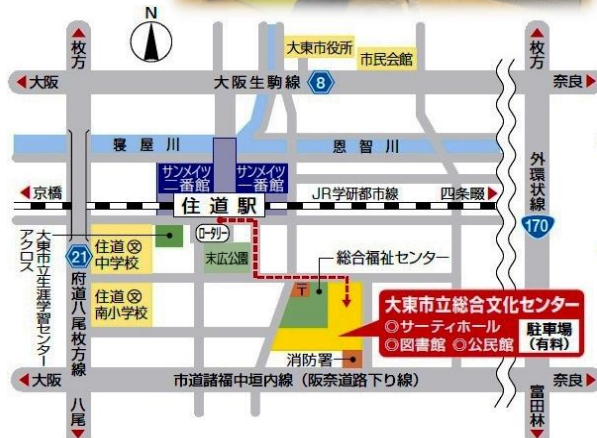 N
枚方
枚方
大東市役所
市民会館
大阪
大阪生駒線
8
奈良
寝屋川
恩智川
サンメイツ
二番館
サンメイツ
一番館
外環状線
京橋
JR学研都市線
四条畷
住道駅
170
ロータリー
大東市立生涯学習センター
アクロス
21
住道
中学校
文
末広公園
総合福祉センター
〒
住道
南小学校
文
府道八尾枚方線
大東市立総合文化センター
◎サーティホール
◎図書館 ◎公民館
駐車場
(有料)
消防署
大阪
市道諸福中垣内線(阪奈道路下り線)
奈良
八尾
富田林